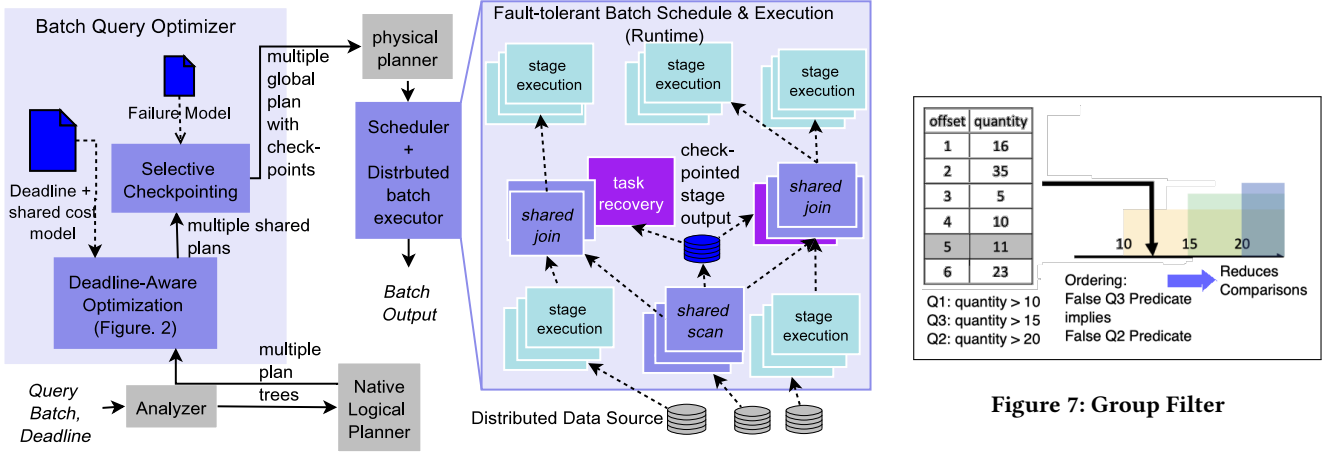 Batch Query Optimizer
Failure Model
Deadline +
shared cost
model
Selective
Checkpointing
multiple shared
plans
Deadline-Aware
Optimization
(Figure. 2)
multiple
global
plan
with
check-
points
Query
Batch,
Deadline
Analyzer
multiple
plan
trees
Native
Logical
Planner
physical
planner
Scheduler
+
Distrbuted
batch
executor
Batch
Output
Fault-tolerant Batch Schedule & Execution
(Runtime)
stage
execution
stage
execution
stage
execution
shared
join
task
recovery
check-
pointed
stage
output
shared
join
stage
execution
shared
scan
stage
execution
Distributed Data Source
offset quantity
1 16
2 35
3 5
4 10
5 11
6 23
Q1: quantity > 10
Q3: quantity > 15
Q2: quantity > 20
10 15 20
Ordering:
False Q3 Predicate
implies
False Q2 Predicate
Reduces
Comparisons
Figure 7: Group Filter